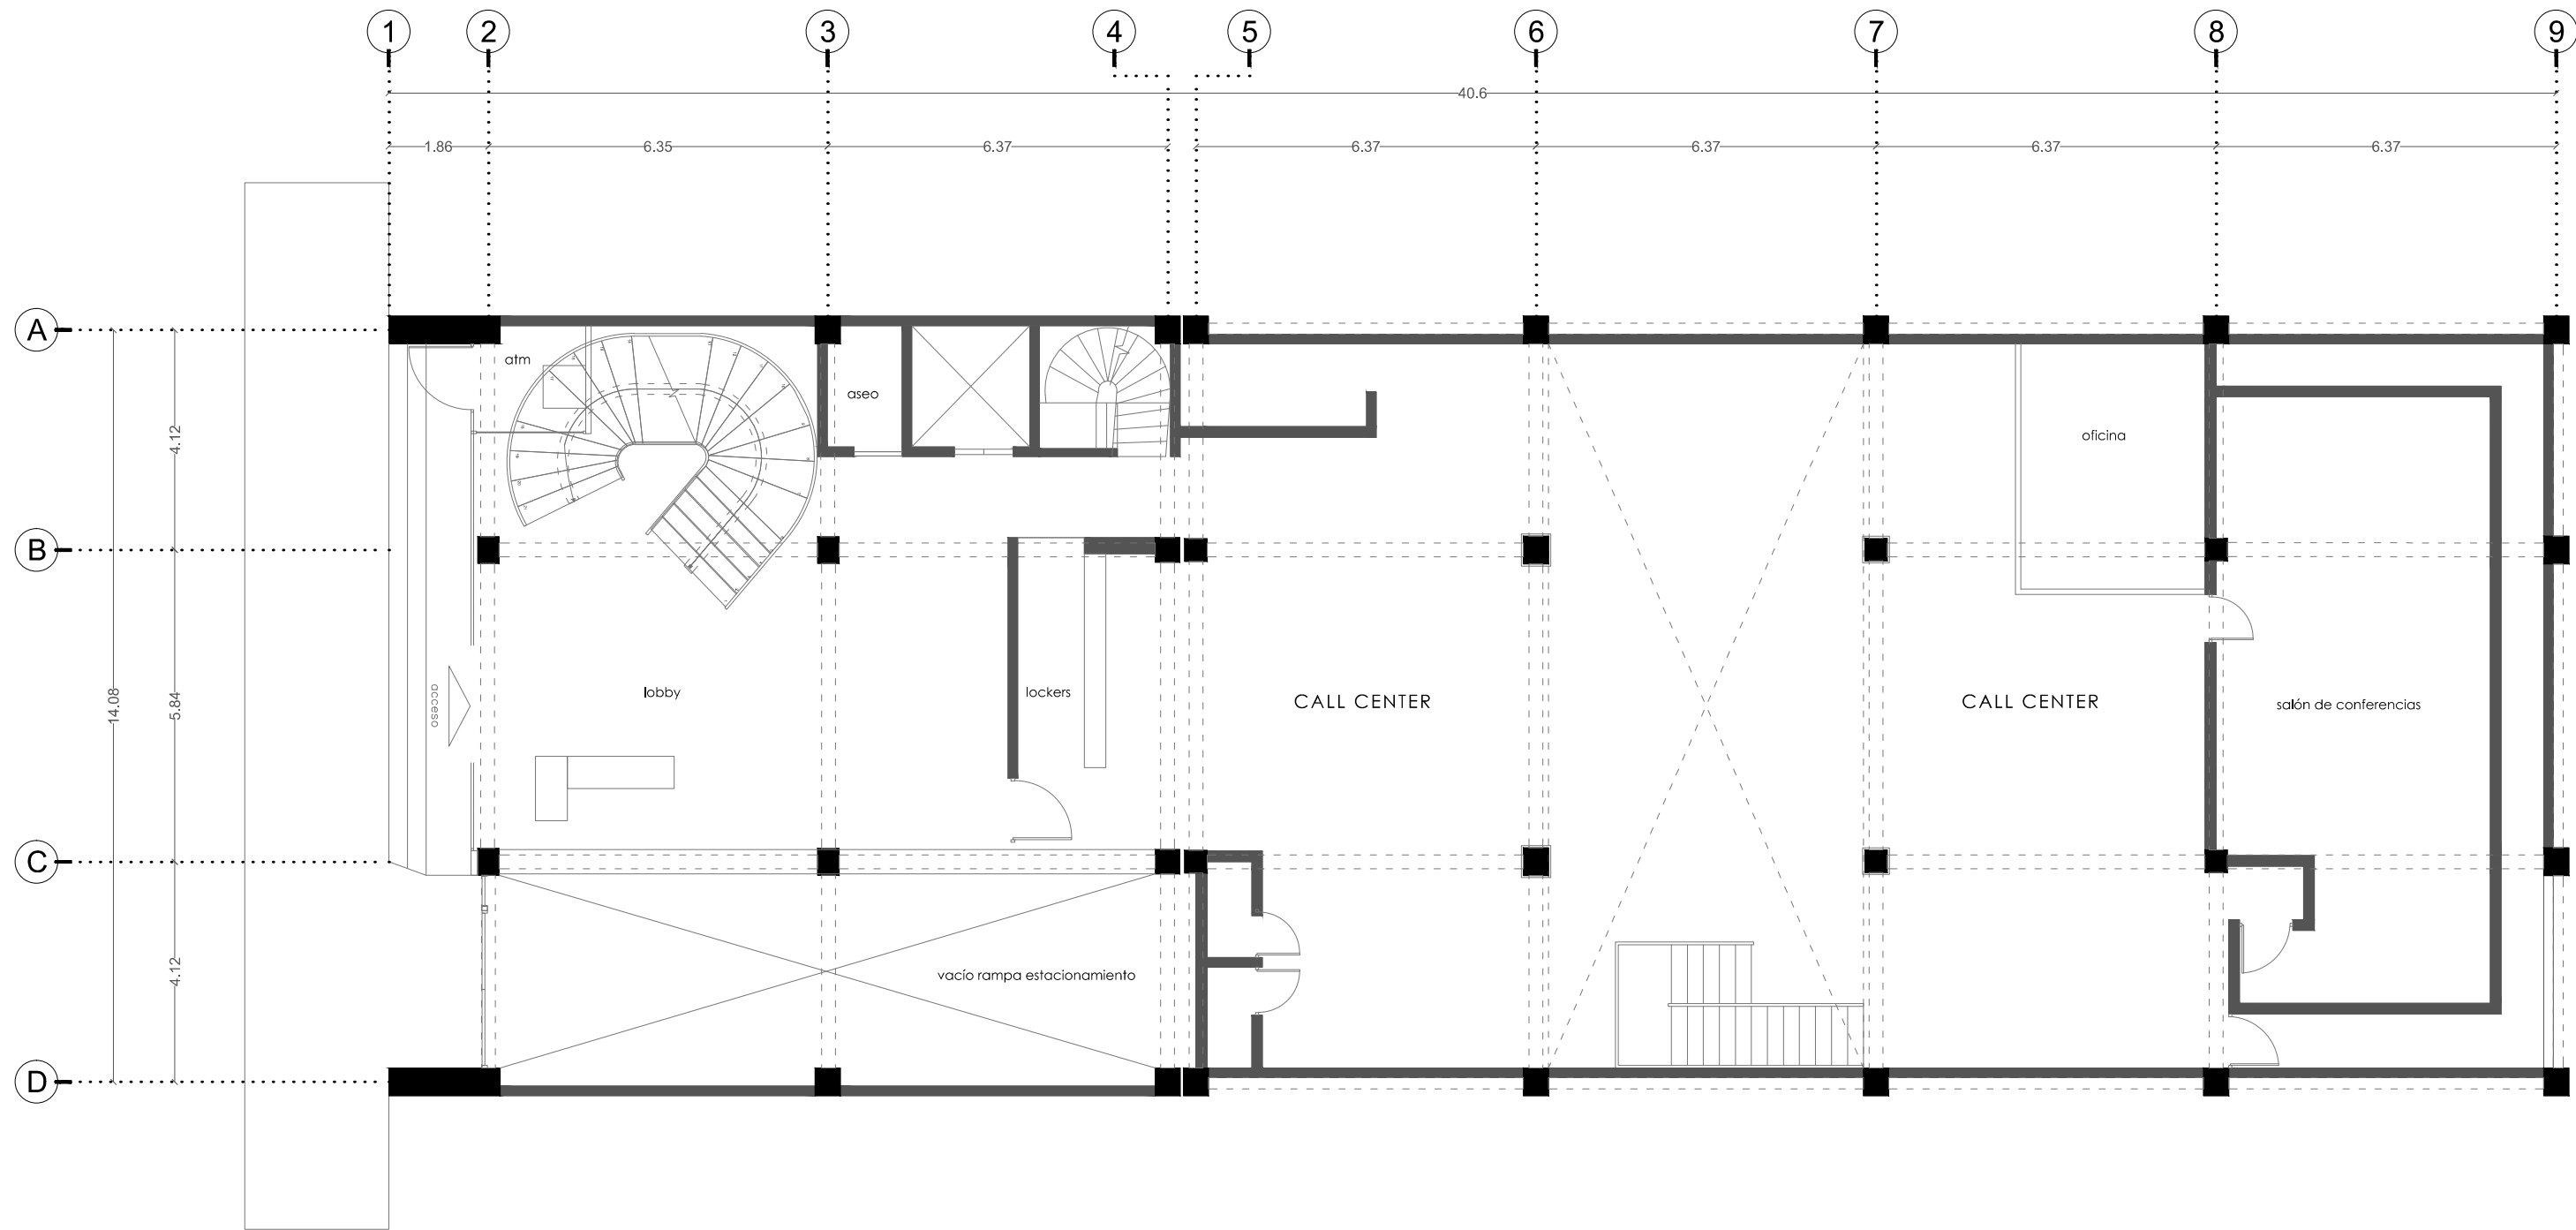 1 2 3 4 5 6 7 8 9
40.6
1.86 6.35 6.37 6.37 6.37 6.37 6.37
A
atm
aseo
4.12
oficina
B
14.08
5.84
acceso
lobby
lockers
CALL CENTER
CALL CENTER
salón de conferencias
C
4.12
vacío rampa estacionamiento
D